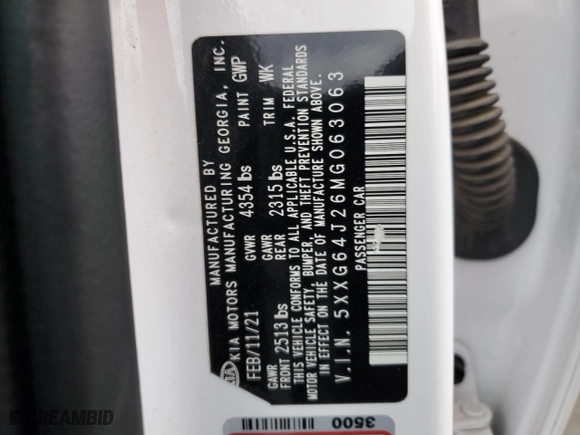 MANUFACTURED BY
KIA KIA MOTORS MANUFACTURING GEORGIA, INC.
FEB/11/21 GVWR 4354 lbs PAINT GWP
GAWR FRONT 2513 lbs GAWR REAR 2315 lbs TRIM WK
THIS VEHICLE CONFORMS TO ALL APPLICABLE U.S.A. FEDERAL
MOTOR VEHICLE SAFETY, BUMPER, AND THEFT PREVENTION STANDARDS
IN EFFECT ON THE DATE OF MANUFACTURE SHOWN ABOVE.
V.I.N. 5XXG64J26MG063063
PASSENGER CAR
3500
DREAMBID